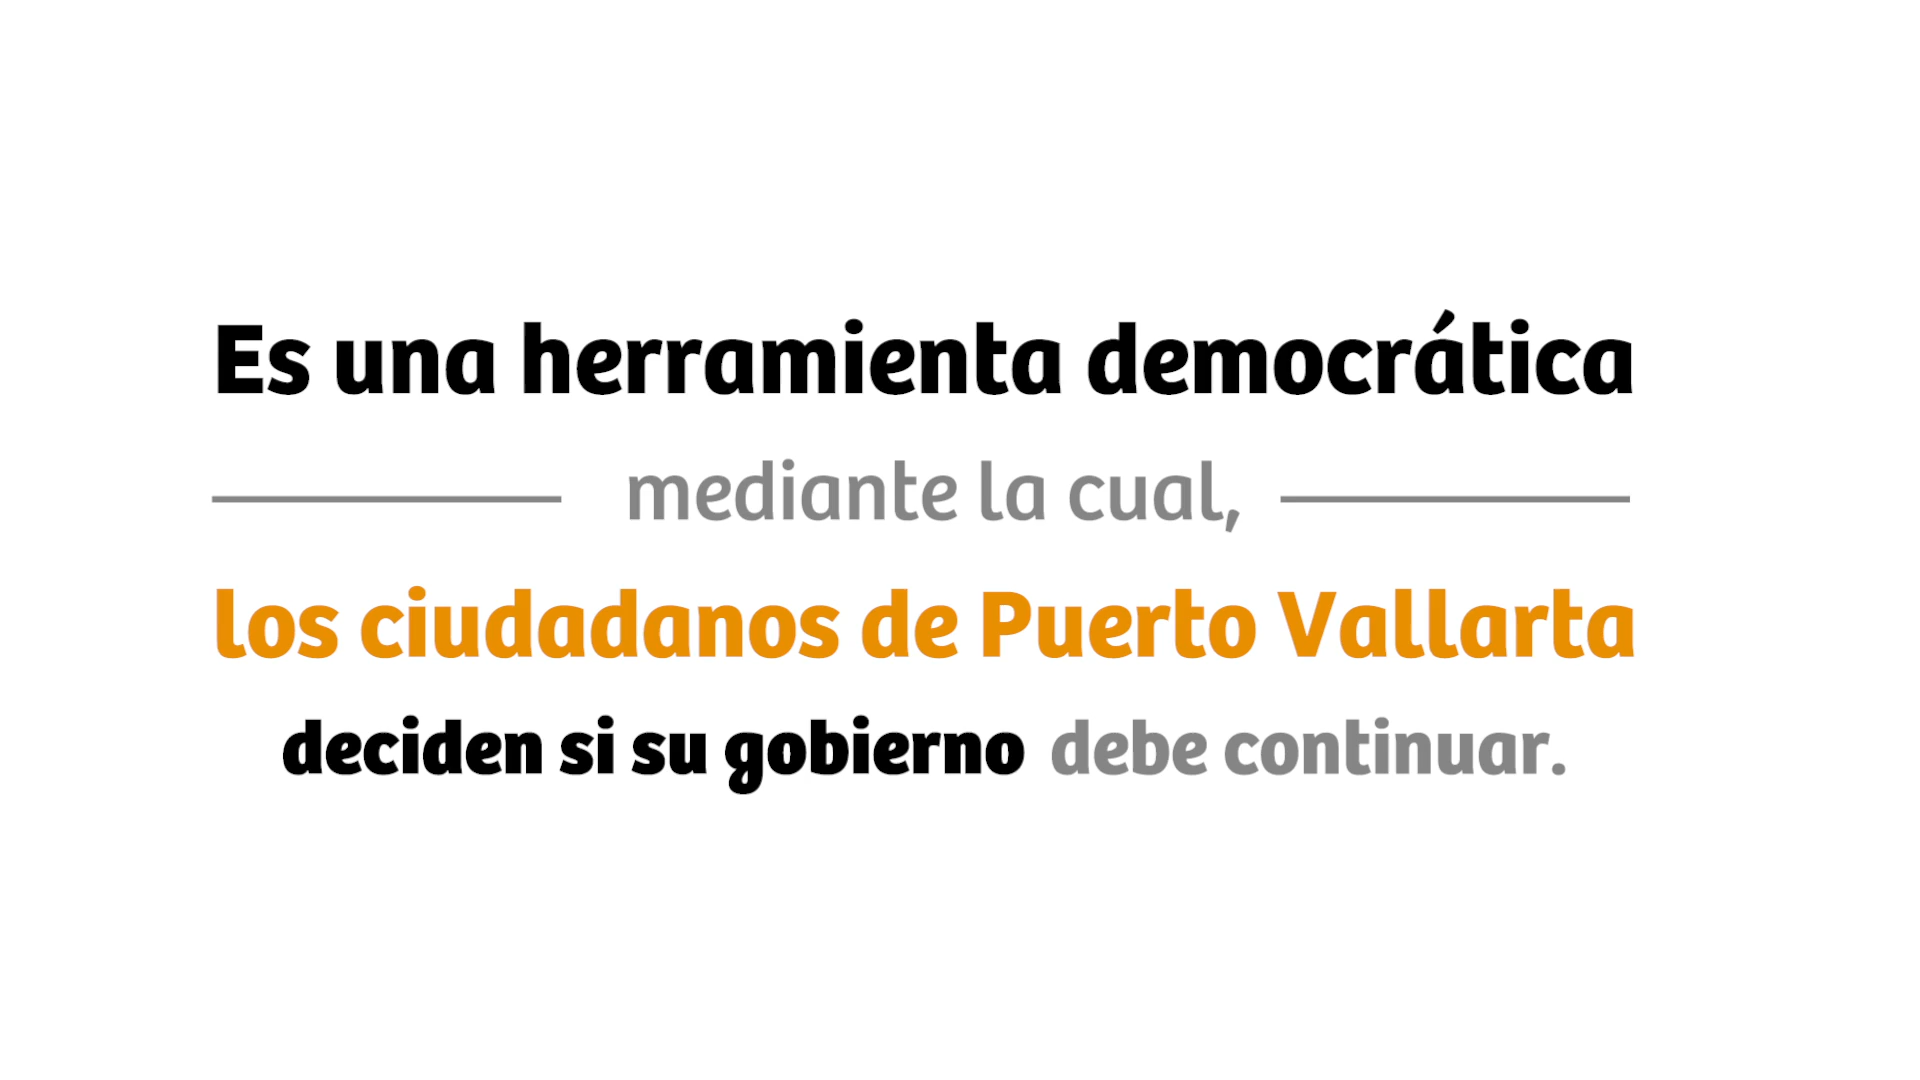 Es una herramienta democrática
mediante la cual,
los ciudadanos de Puerto Vallarta
deciden si su gobierno debe continuar.